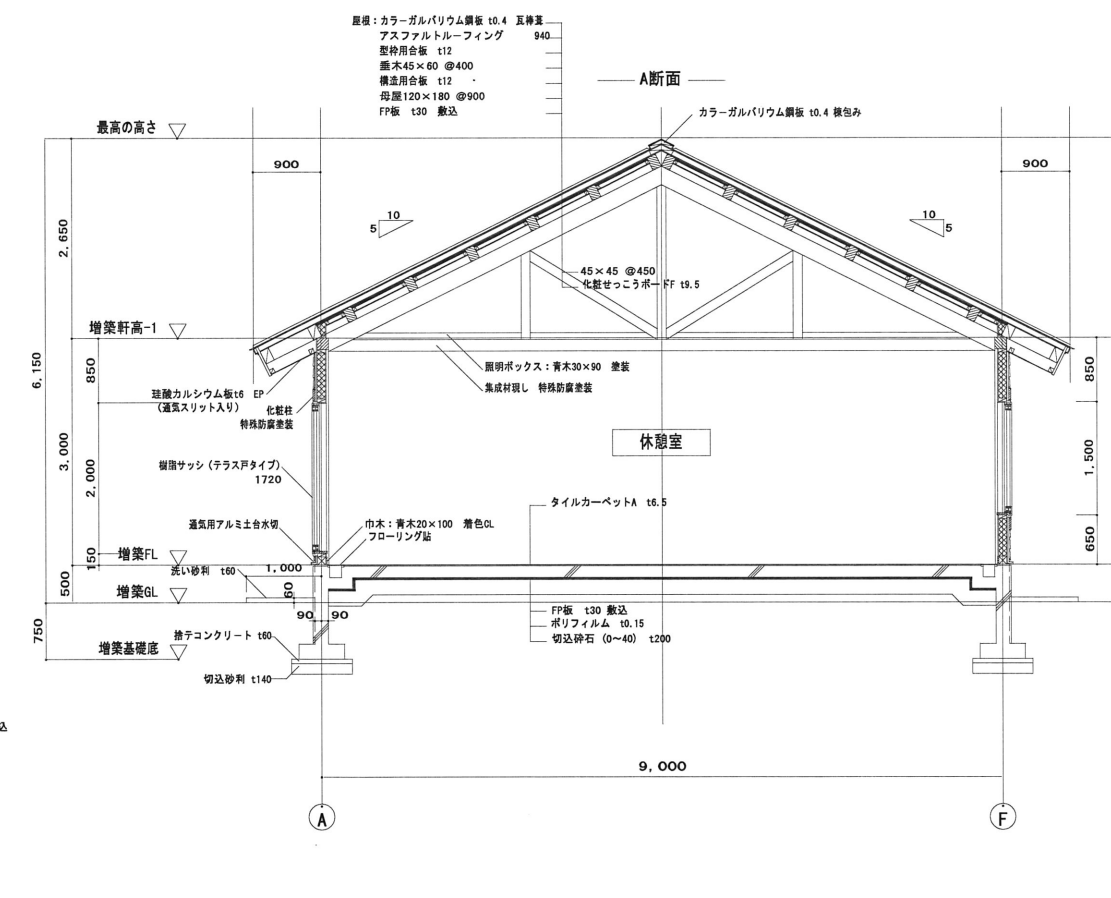 屋根：カラーガルバリウム鋼板 t0.4 瓦棒葺
アスファルトルーフィング 940
型枠用合板 t12
垂木45×60 @400
構造用合板 t12
母屋120×180 @900
FP板 t30 敷込
A断面
カラーガルバリウム鋼板 t0.4 棟包み
最高の高さ
900
900
10
5
10
5
2,650
45×45 @450
化粧せっこうボードF t9.5
増築軒高-1
照明ボックス：青木30×90 塗装
集成材現し 特殊防腐塗装
6,150
850
850
珪酸カルシウム板t6 EP
（通気スリット入り）
化粧柱
特殊防腐塗装
休憩室
3,000
2,000
1,500
樹脂サッシ（テラス戸タイプ）
1720
タイルカーペットA t6.5
通気用アルミ土台水切
巾木：青木20×100 着色CL
フローリング貼
650
増築FL
150
洗い砂利 t60
1,000
500
60
増築GL
90
90
FP板 t30 敷込
ポリフィルム t0.15
切込砕石 (0～40) t200
750
捨テコンクリート t60
増築基礎底
切込砂利 t140
込
9,000
A
F